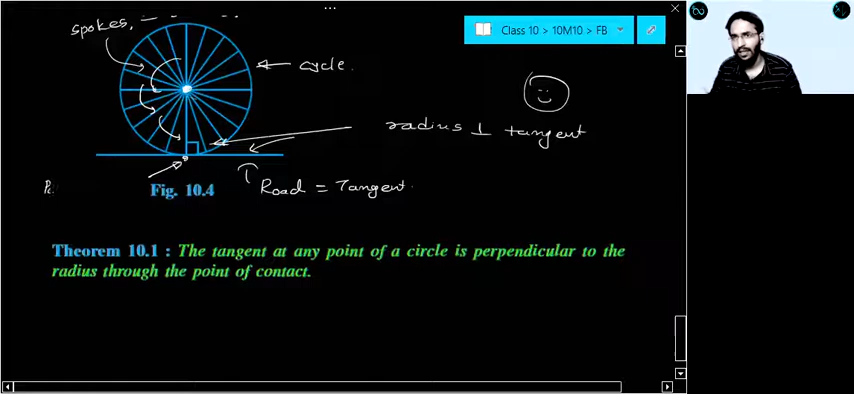 Class 10 > 10M10 > FB
spokes,
cycle.
radius ⊥ tangent
Fig. 10.4
Road = Tangent.
Theorem 10.1 : The tangent at any point of a circle is perpendicular to the
radius through the point of contact.